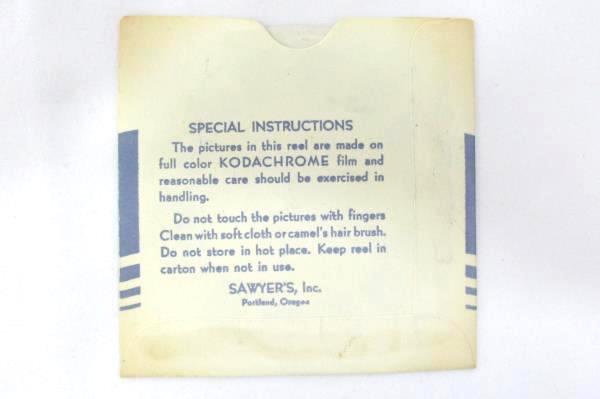 SPECIAL INSTRUCTIONS
The pictures in this reel are made on
full color KODACHROME film and
reasonable care should be exercised in
handling.
Do not touch the pictures with fingers
Clean with soft cloth or camel's hair brush.
Do not store in hot place. Keep reel in
carton when not in use.
SAWYER'S, Inc.
Portland, Oregon